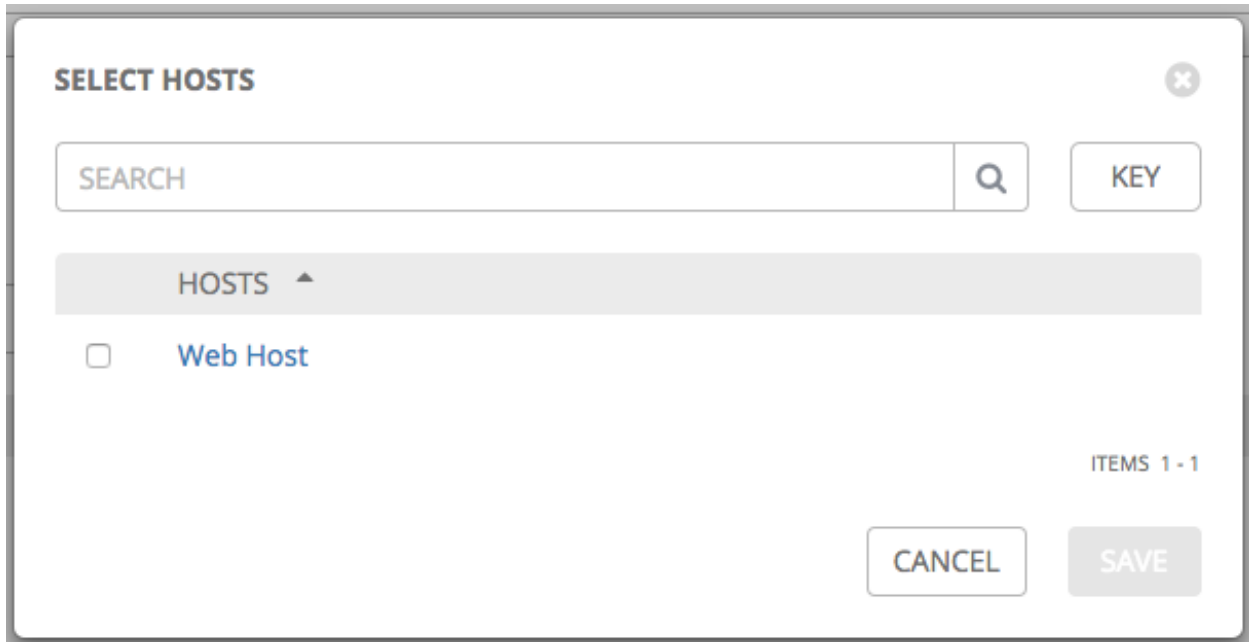 SELECT HOSTS
SEARCH
KEY
HOSTS
Web Host
ITEMS 1 - 1
CANCEL
SAVE